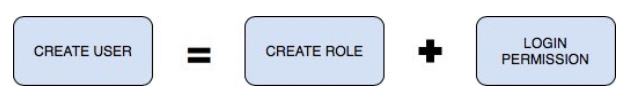 CREATE USER = CREATE ROLE + LOGIN
PERMISSION